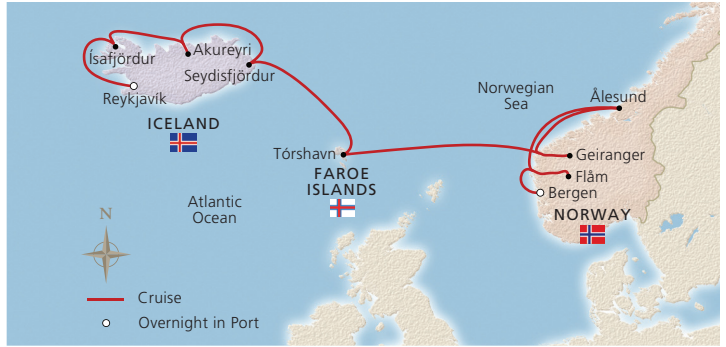 Ísafjördur
Akureyri
Seydisfjördur
Reykjavík
ICELAND
Norwegian
Sea
Ålesund
Tórshavn
Geiranger
FAROE
ISLANDS
Flåm
Bergen
NORWAY
Atlantic
Ocean
N
Cruise
Overnight in Port